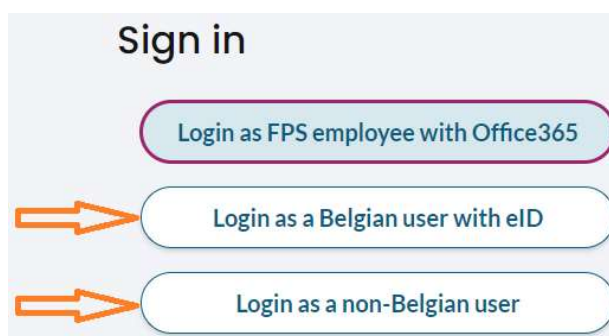 Sign in
Login as FPS employee with Office365
Login as a Belgian user with eID
Login as a non-Belgian user